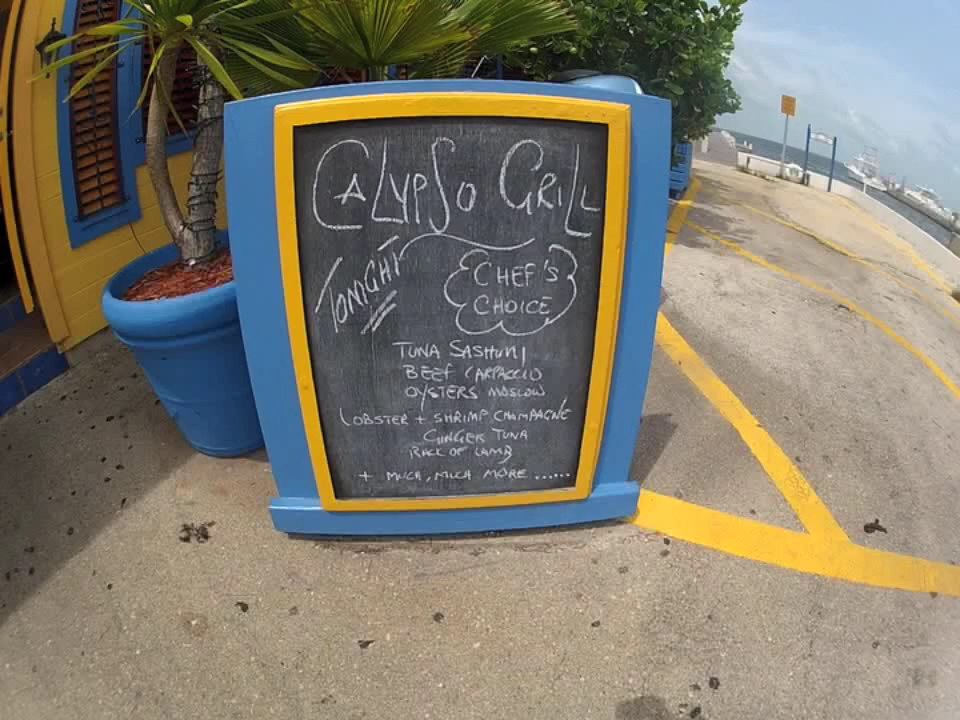 CALYPSO GRILL
TONIGHT
CHEF'S
CHOICE
TUNA SASHIMI
BEEF CARPACCIO
OYSTERS MOSCOW
LOBSTER + SHRIMP CHAMPAGNE
GINGER TUNA
RACK OF LAMB
+ MUCH, MUCH MORE ......